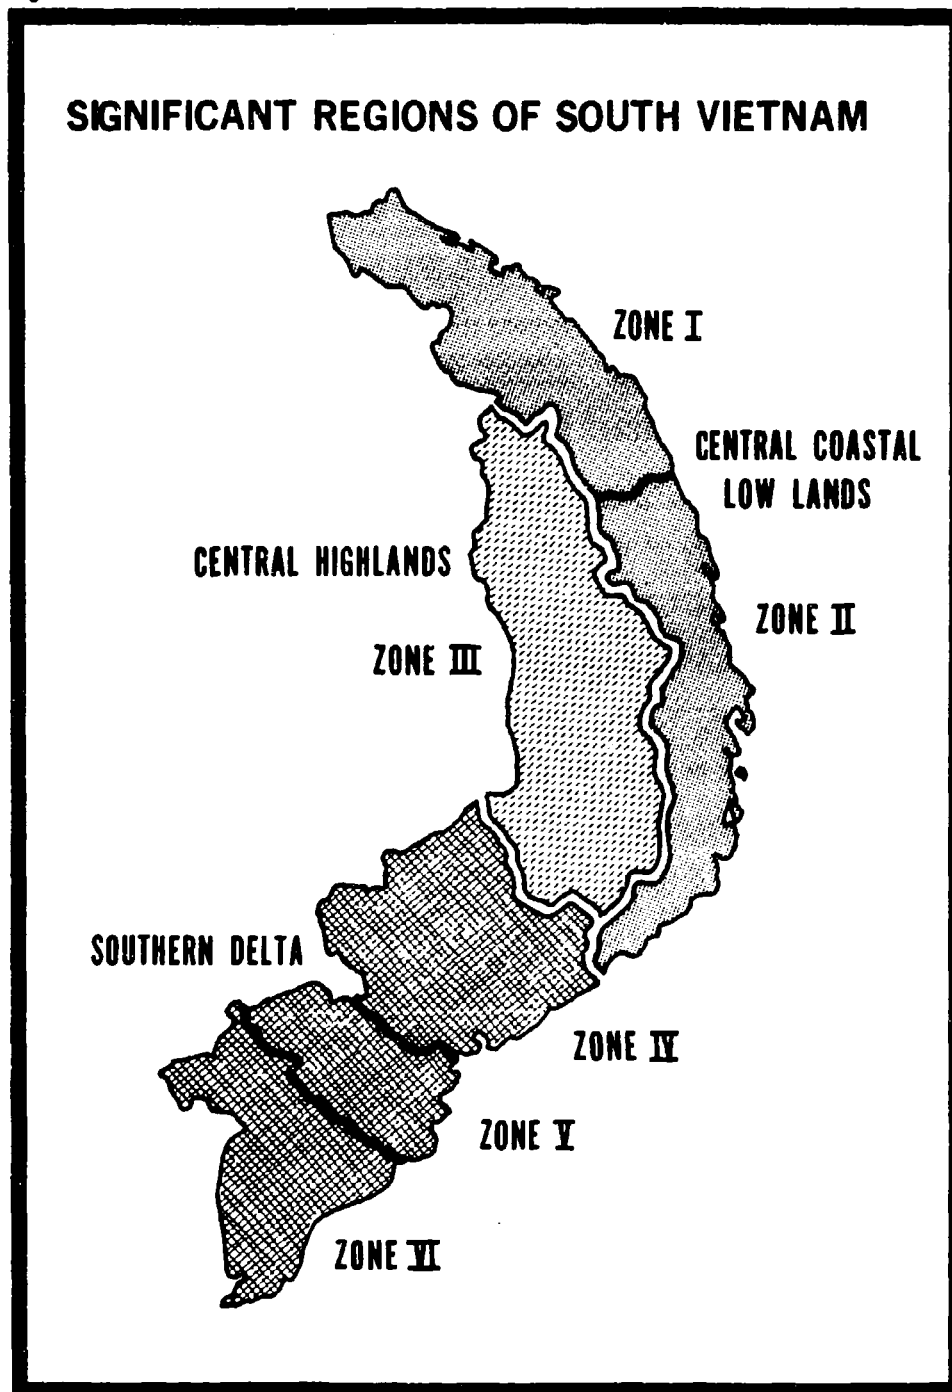 SIGNIFICANT REGIONS OF SOUTH VIETNAM
ZONE I
CENTRAL COASTAL
LOW LANDS
CENTRAL HIGHLANDS
ZONE II
ZONE III
SOUTHERN DELTA
ZONE IV
ZONE V
ZONE VI